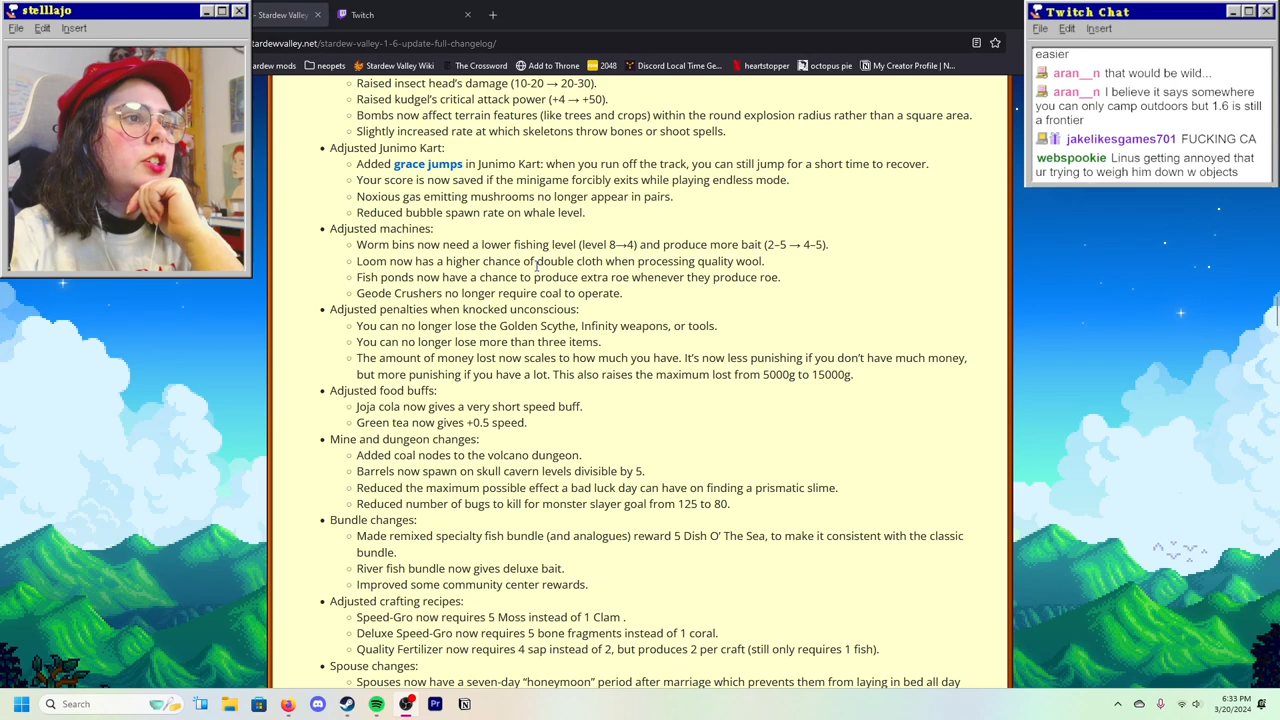 stelllajo
File Edit Insert
- Stardew Valley
Twitch
tardewvalley.net/stardew-valley-1-6-update-full-changelog/
rdew mods
Stardew Valley Wiki
The Color Wheel
Add to Throne
2048
Discord Local Time Ge...
heartstopper
octopus pie
My Creator Profile | N...
Raised insect head's damage (10-20 → 20-30).
Raised kudgel's critical attack power (+4 → +50).
Bombs now affect terrain features (like trees and crops) within the round explosion radius rather than a square area.
Slightly increased rate at which skeletons throw bones or shoot spells.
Adjusted Junimo Kart:
Added grace jumps in Junimo Kart: when you run off the track, you can still jump for a short time to recover.
Your score is now saved if the minigame forcibly exits while playing endless mode.
Noxious gas emitting mushrooms no longer appear in pairs.
Reduced bubble spawn rate on whale level.
Adjusted machines:
Worm bins now need a lower fishing level (level 8→4) and produce more bait (2–5 → 4–5).
Loom now has a higher chance of double cloth when processing quality wool.
Fish ponds now have a chance to produce extra roe whenever they produce roe.
Geode Crushers no longer require coal to operate.
Adjusted penalties when knocked unconscious:
You can no longer lose the Golden Scythe, Infinity weapons, or tools.
You can no longer lose more than three items.
The amount of money lost now scales to how much you have. It's now less punishing if you don't have much money,
but more punishing if you have a lot. This also raises the maximum lost from 5000g to 15000g.
Adjusted food buffs:
Joja cola now gives a very short speed buff.
Green tea now gives +0.5 speed.
Mine and dungeon changes:
Added coal nodes to the volcano dungeon.
Barrels now spawn on skull cavern levels divisible by 5.
Reduced the maximum possible effect a bad luck day can have on finding a prismatic slime.
Reduced number of bugs to kill for monster slayer goal from 125 to 80.
Bundle changes:
Made remixed specialty fish bundle (and analogues) reward 5 Dish O' The Sea, to make it consistent with the classic
bundle.
River fish bundle now gives deluxe bait.
Improved some community center rewards.
Adjusted crafting recipes:
Speed-Gro now requires 5 Moss instead of 1 Clam .
Deluxe Speed-Gro now requires 5 bone fragments instead of 1 coral.
Quality Fertilizer now requires 4 sap instead of 2, but produces 2 per craft (still only requires 1 fish).
Spouse changes:
Spouses now have a seven-day “honeymoon” period after marriage which prevents them from laying in bed all day
Twitch Chat
File Edit Insert
easier
aran__n that would be wild...
aran__n I believe it says somewhere
you can only camp outdoors but 1.6 is still
a frontier
jakelikesgames701 FUCKING CA
webspookie Linus getting annoyed that
ur trying to weigh him down w objects
Search
6:33 PM
3/20/2024